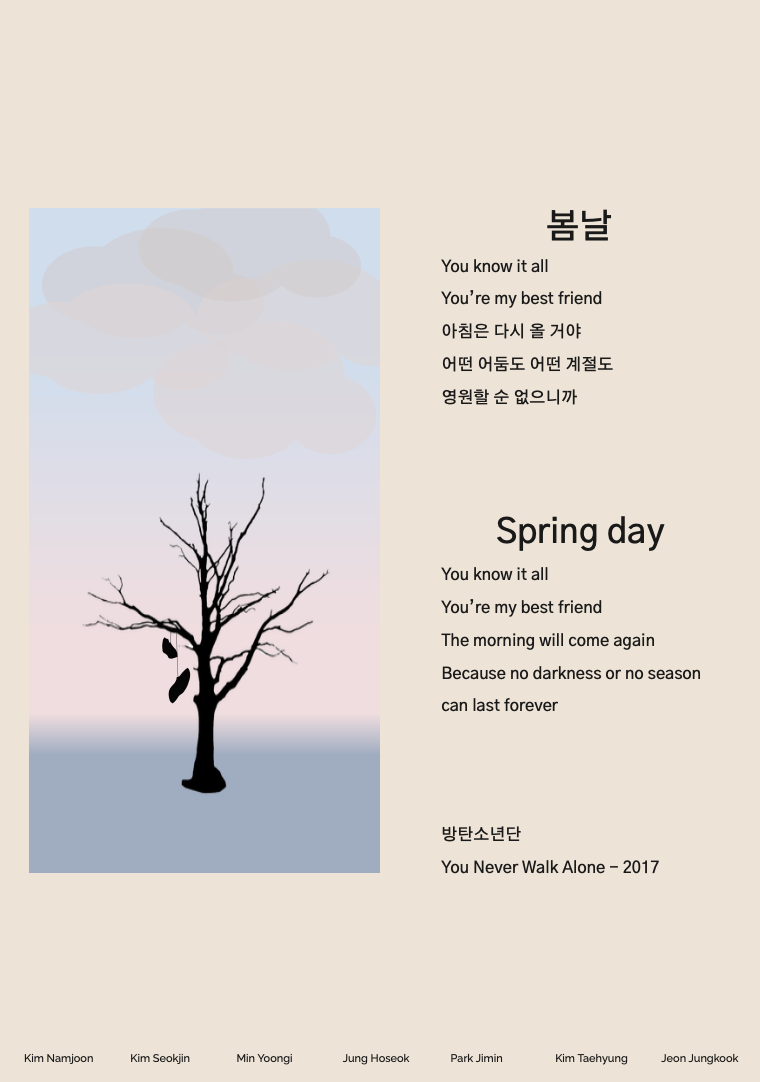 봄날
You know it all
You’re my best friend
아침은 다시 올 거야
어떤 어둠도 어떤 계절도
영원할 순 없으니까
Spring day
You know it all
You’re my best friend
The morning will come again
Because no darkness or no season
can last forever
방탄소년단
You Never Walk Alone – 2017
Kim Namjoon Kim Seokjin Min Yoongi Jung Hoseok Park Jimin Kim Taehyung Jeon Jungkook